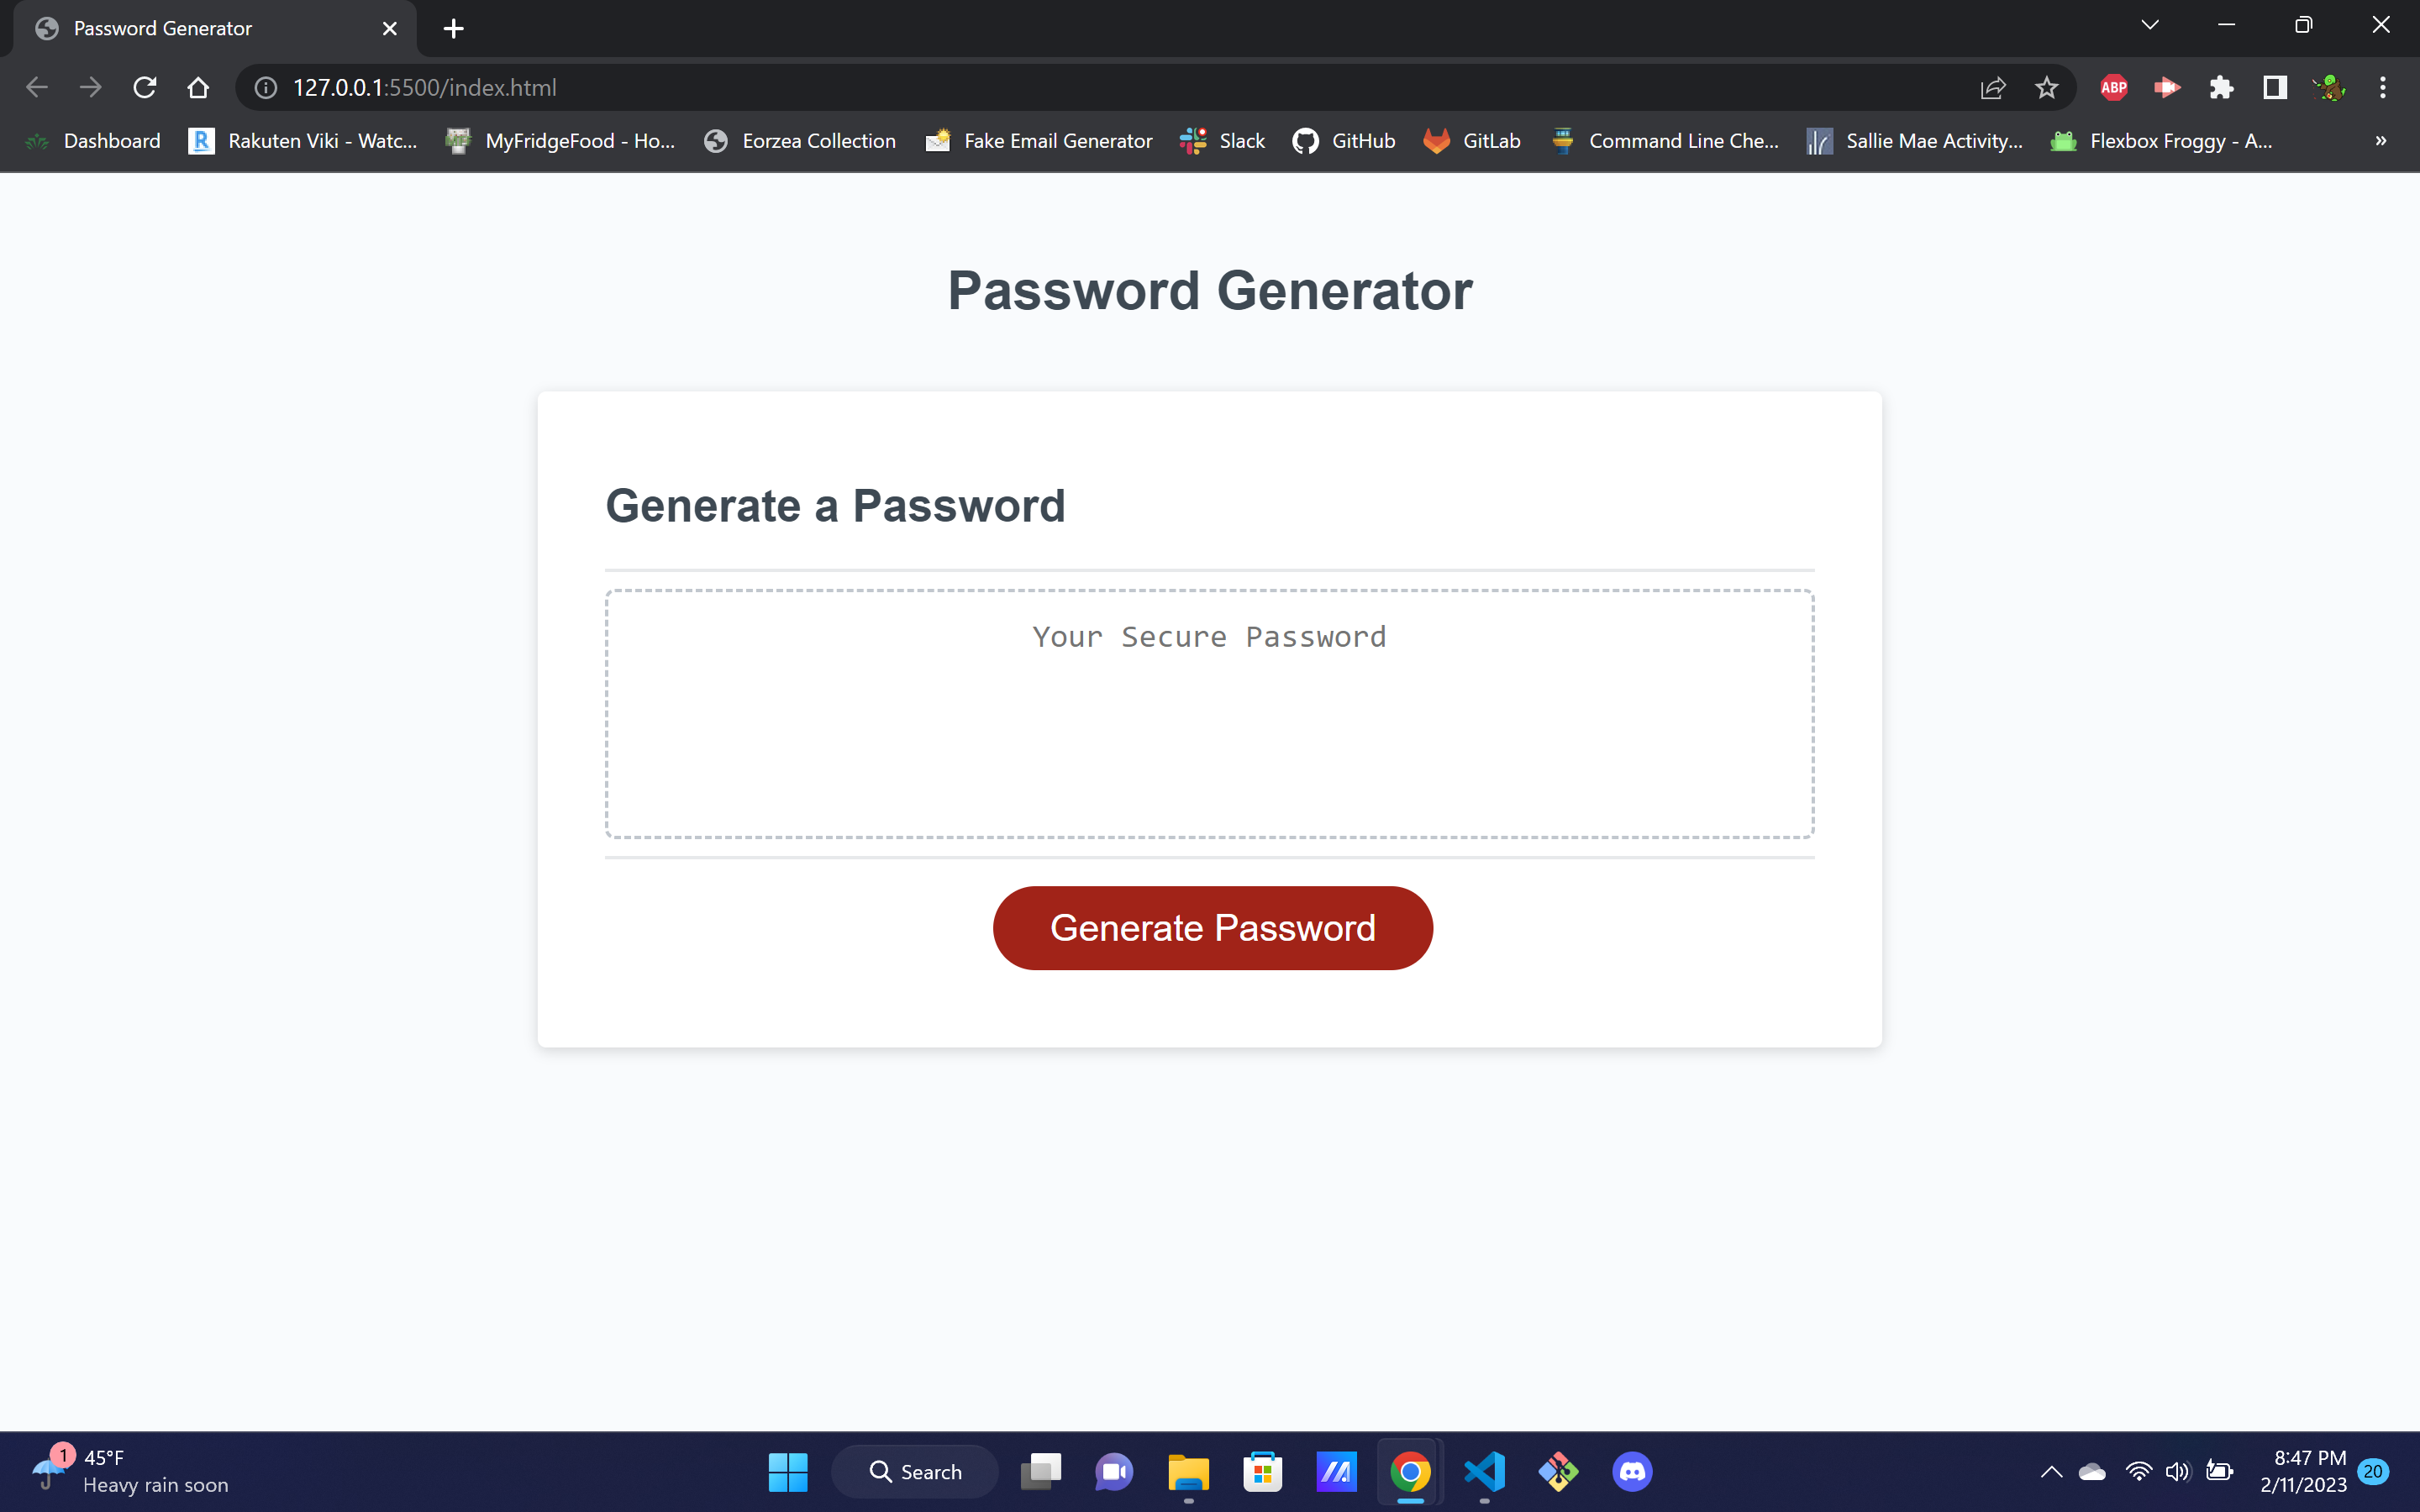 Password Generator
127.0.0.1:5500/index.html
ABP
Dashboard
R Rakuten Viki - Watc...
MyFridgeFood - Ho...
Eorzea Collection
Fake Email Generator
Slack
GitHub
GitLab
Command Line Che...
Sallie Mae Activity...
Flexbox Froggy - A...
»
Password Generator
Generate a Password
Your Secure Password
Generate Password
1
45°F
Heavy rain soon
Search
8:47 PM
2/11/2023
20